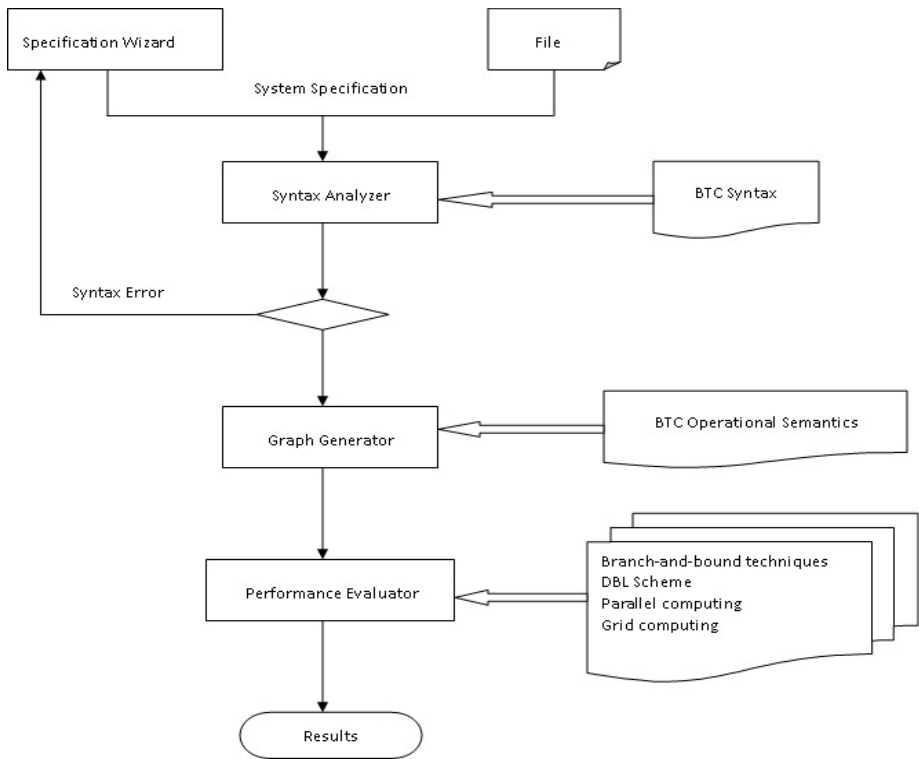 Specification Wizard
File
System Specification
Syntax Analyzer
BTC Syntax
Syntax Error
Graph Generator
BTC Operational Semantics
Performance Evaluator
Branch-and-bound techniques
DBL Scheme
Parallel computing
Grid computing
Results